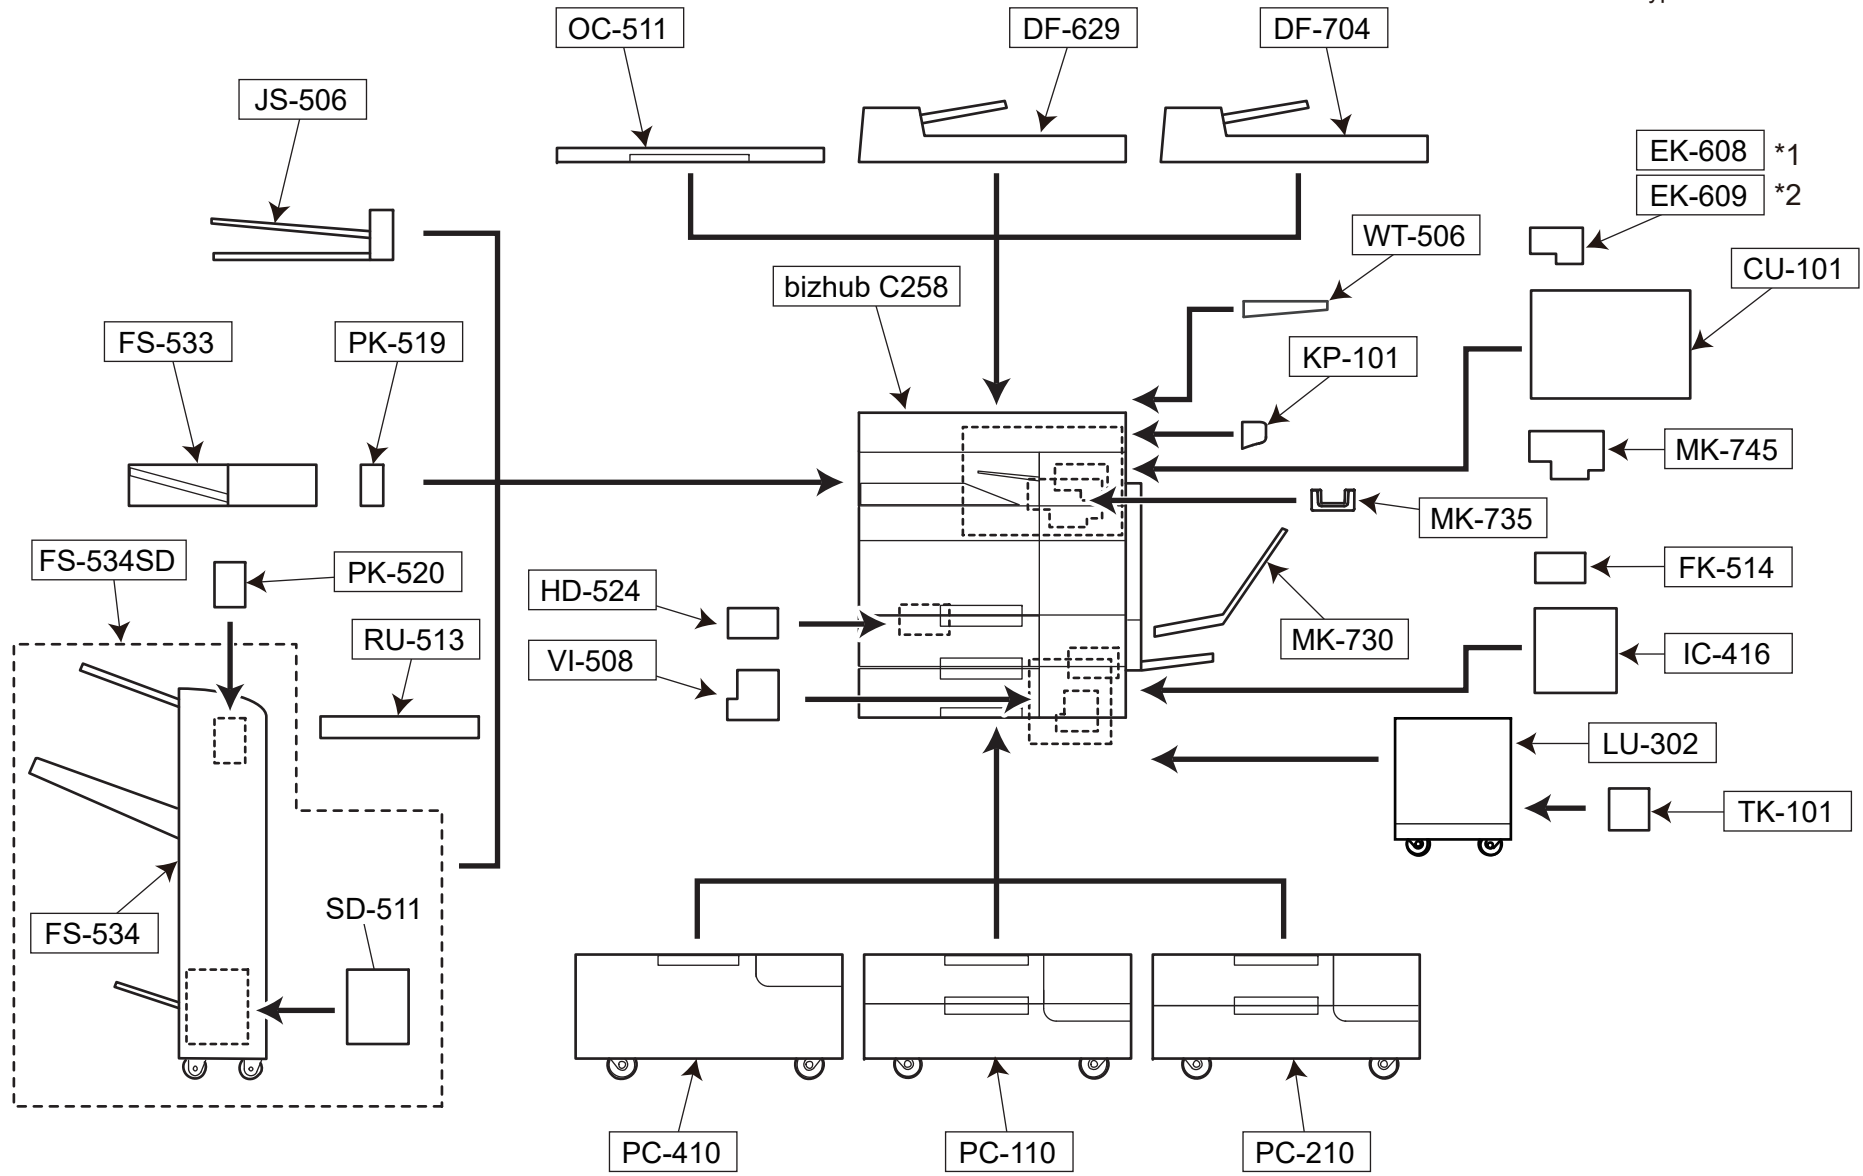 OC-511
DF-629
DF-704
JS-506
EK-608 *1
EK-609 *2
WT-506
bizhub C258
CU-101
FS-533
PK-519
KP-101
MK-745
MK-735
FS-534SD
PK-520
HD-524
FK-514
RU-513
VI-508
MK-730
IC-416
LU-302
TK-101
SD-511
FS-534
PC-410
PC-110
PC-210